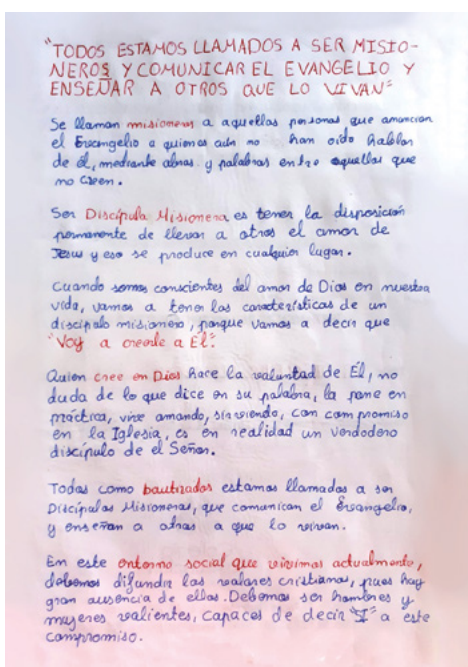 "TODOS ESTAMOS LLAMADOS A SER MISIO-
NEROS Y COMUNICAR EL EVANGELIO Y
ENSEÑAR A OTROS QUE LO VIVAN"
Se llaman misioneros a aquellas personas que anuncian
el Evangelio a quienes aún no han oído hablar
de él, mediante obras y palabras entre aquellos que
no creen.
Ser Discípulo Misionero es tener la disposición
permanente de llevar a otros el amor de
Jesus y eso se produce en cualquier lugar.
Cuando somos conscientes del amor de Dios en nuestra
vida, vamos a tener las características de un
discípulo misionero, porque vamos a decir que
"Voy a creerle a Él".
Quien cree en Dios hace la voluntad de Él, no
duda de lo que dice en su palabra, la pone en
práctica, vive amando, sirviendo, con compromiso
en la Iglesia, es en realidad un verdadero
discípulo de el Señor.
Todos como bautizados estamos llamados a ser
Discípulos Misioneros, que comunican el Evangelio,
y enseñan a otros a que lo vivan.
En este entorno social que vivimos actualmente,
debemos difundir los valores cristianos, pues hay
gran ausencia de ellos. Debemos ser hombres y
mujeres valientes, capaces de decir "SÍ" a este
compromiso.